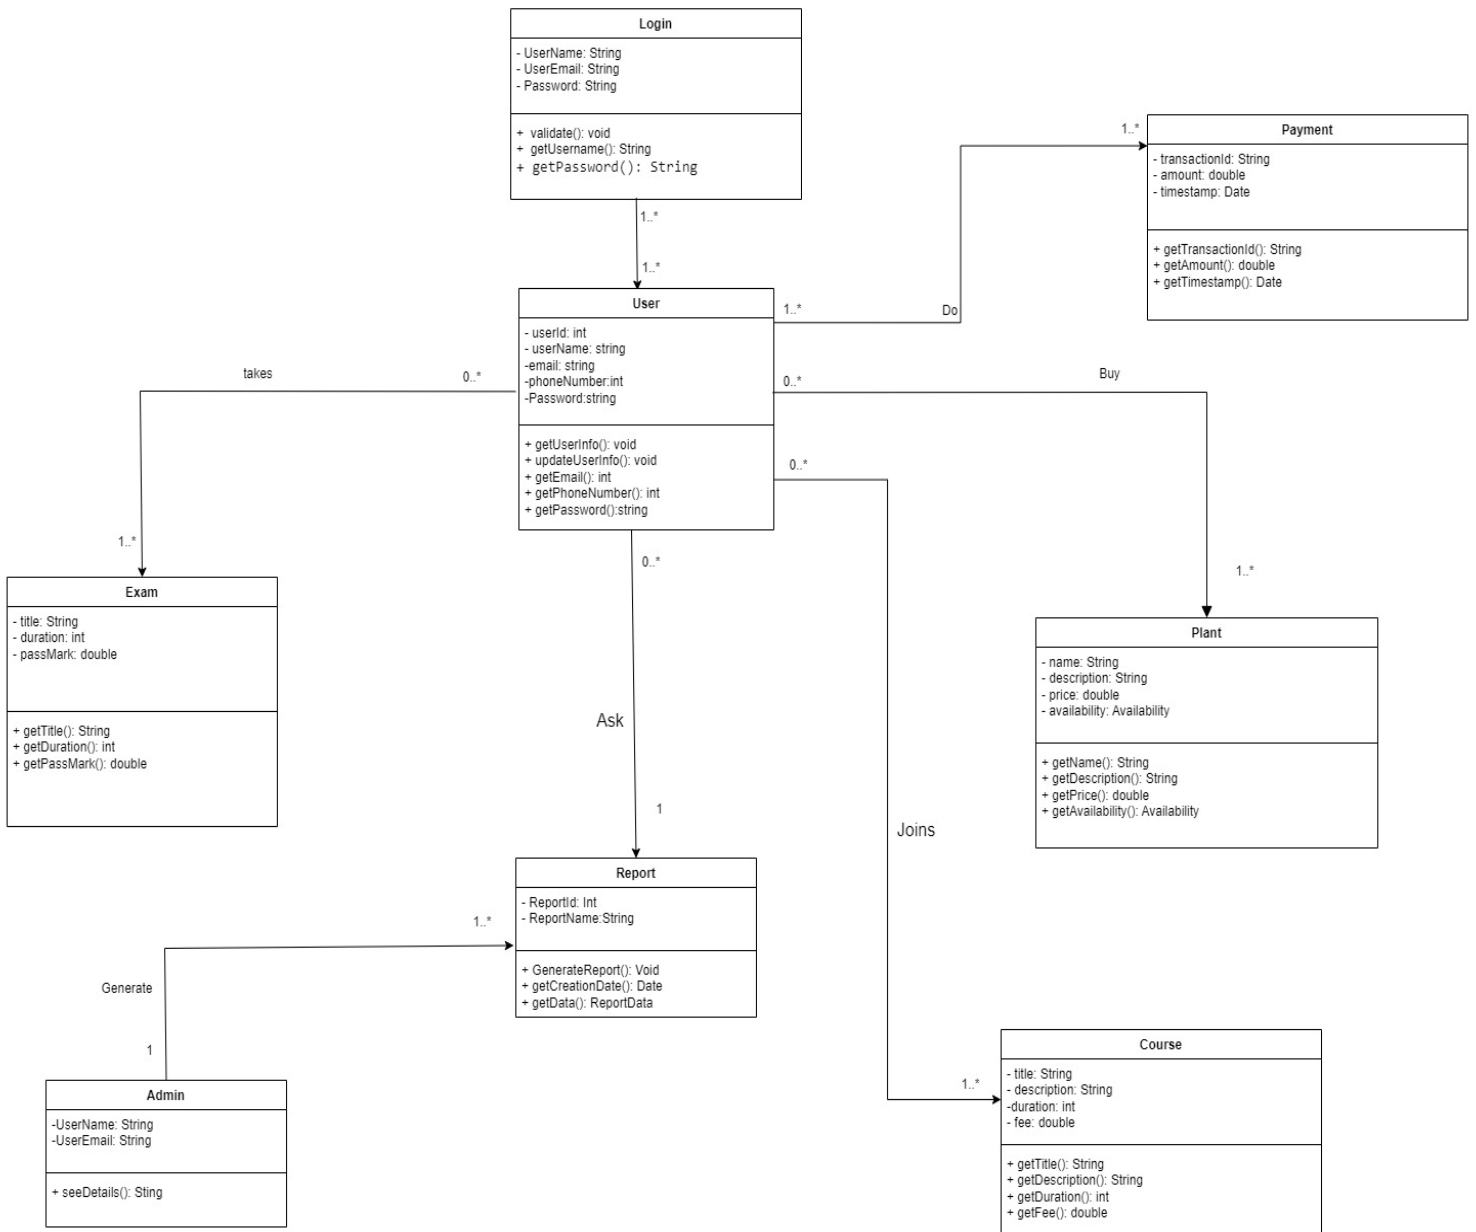 Login
- UserName: String
- UserEmail: String
- Password: String
+ validate(): void
+ getUsername(): String
+ getPassword(): String
1..*
1..*
User
- userId: int
- userName: string
-email: string
-phoneNumber:int
-Password:string
+ getUserInfo(): void
+ updateUserInfo(): void
+ getEmail(): int
+ getPhoneNumber(): int
+ getPassword():string
1..*
Do
1..*
Payment
- transactionId: String
- amount: double
- timestamp: Date
+ getTransactionId(): String
+ getAmount(): double
+ getTimestamp(): Date
takes
0..*
1..*
Exam
- title: String
- duration: int
- passMark: double
+ getTitle(): String
+ getDuration(): int
+ getPassMark(): double
0..*
Buy
1..*
Plant
- name: String
- description: String
- price: double
- availability: Availability
+ getName(): String
+ getDescription(): String
+ getPrice(): double
+ getAvailability(): Availability
0..*
Ask
1
Report
- ReportId: Int
- ReportName:String
+ GenerateReport(): Void
+ getCreationDate(): Date
+ getData(): ReportData
1..*
Generate
1
Admin
-UserName: String
-UserEmail: String
+ seeDetails(): Sting
0..*
Joins
1..*
Course
- title: String
- description: String
-duration: int
- fee: double
+ getTitle(): String
+ getDescription(): String
+ getDuration(): int
+ getFee(): double